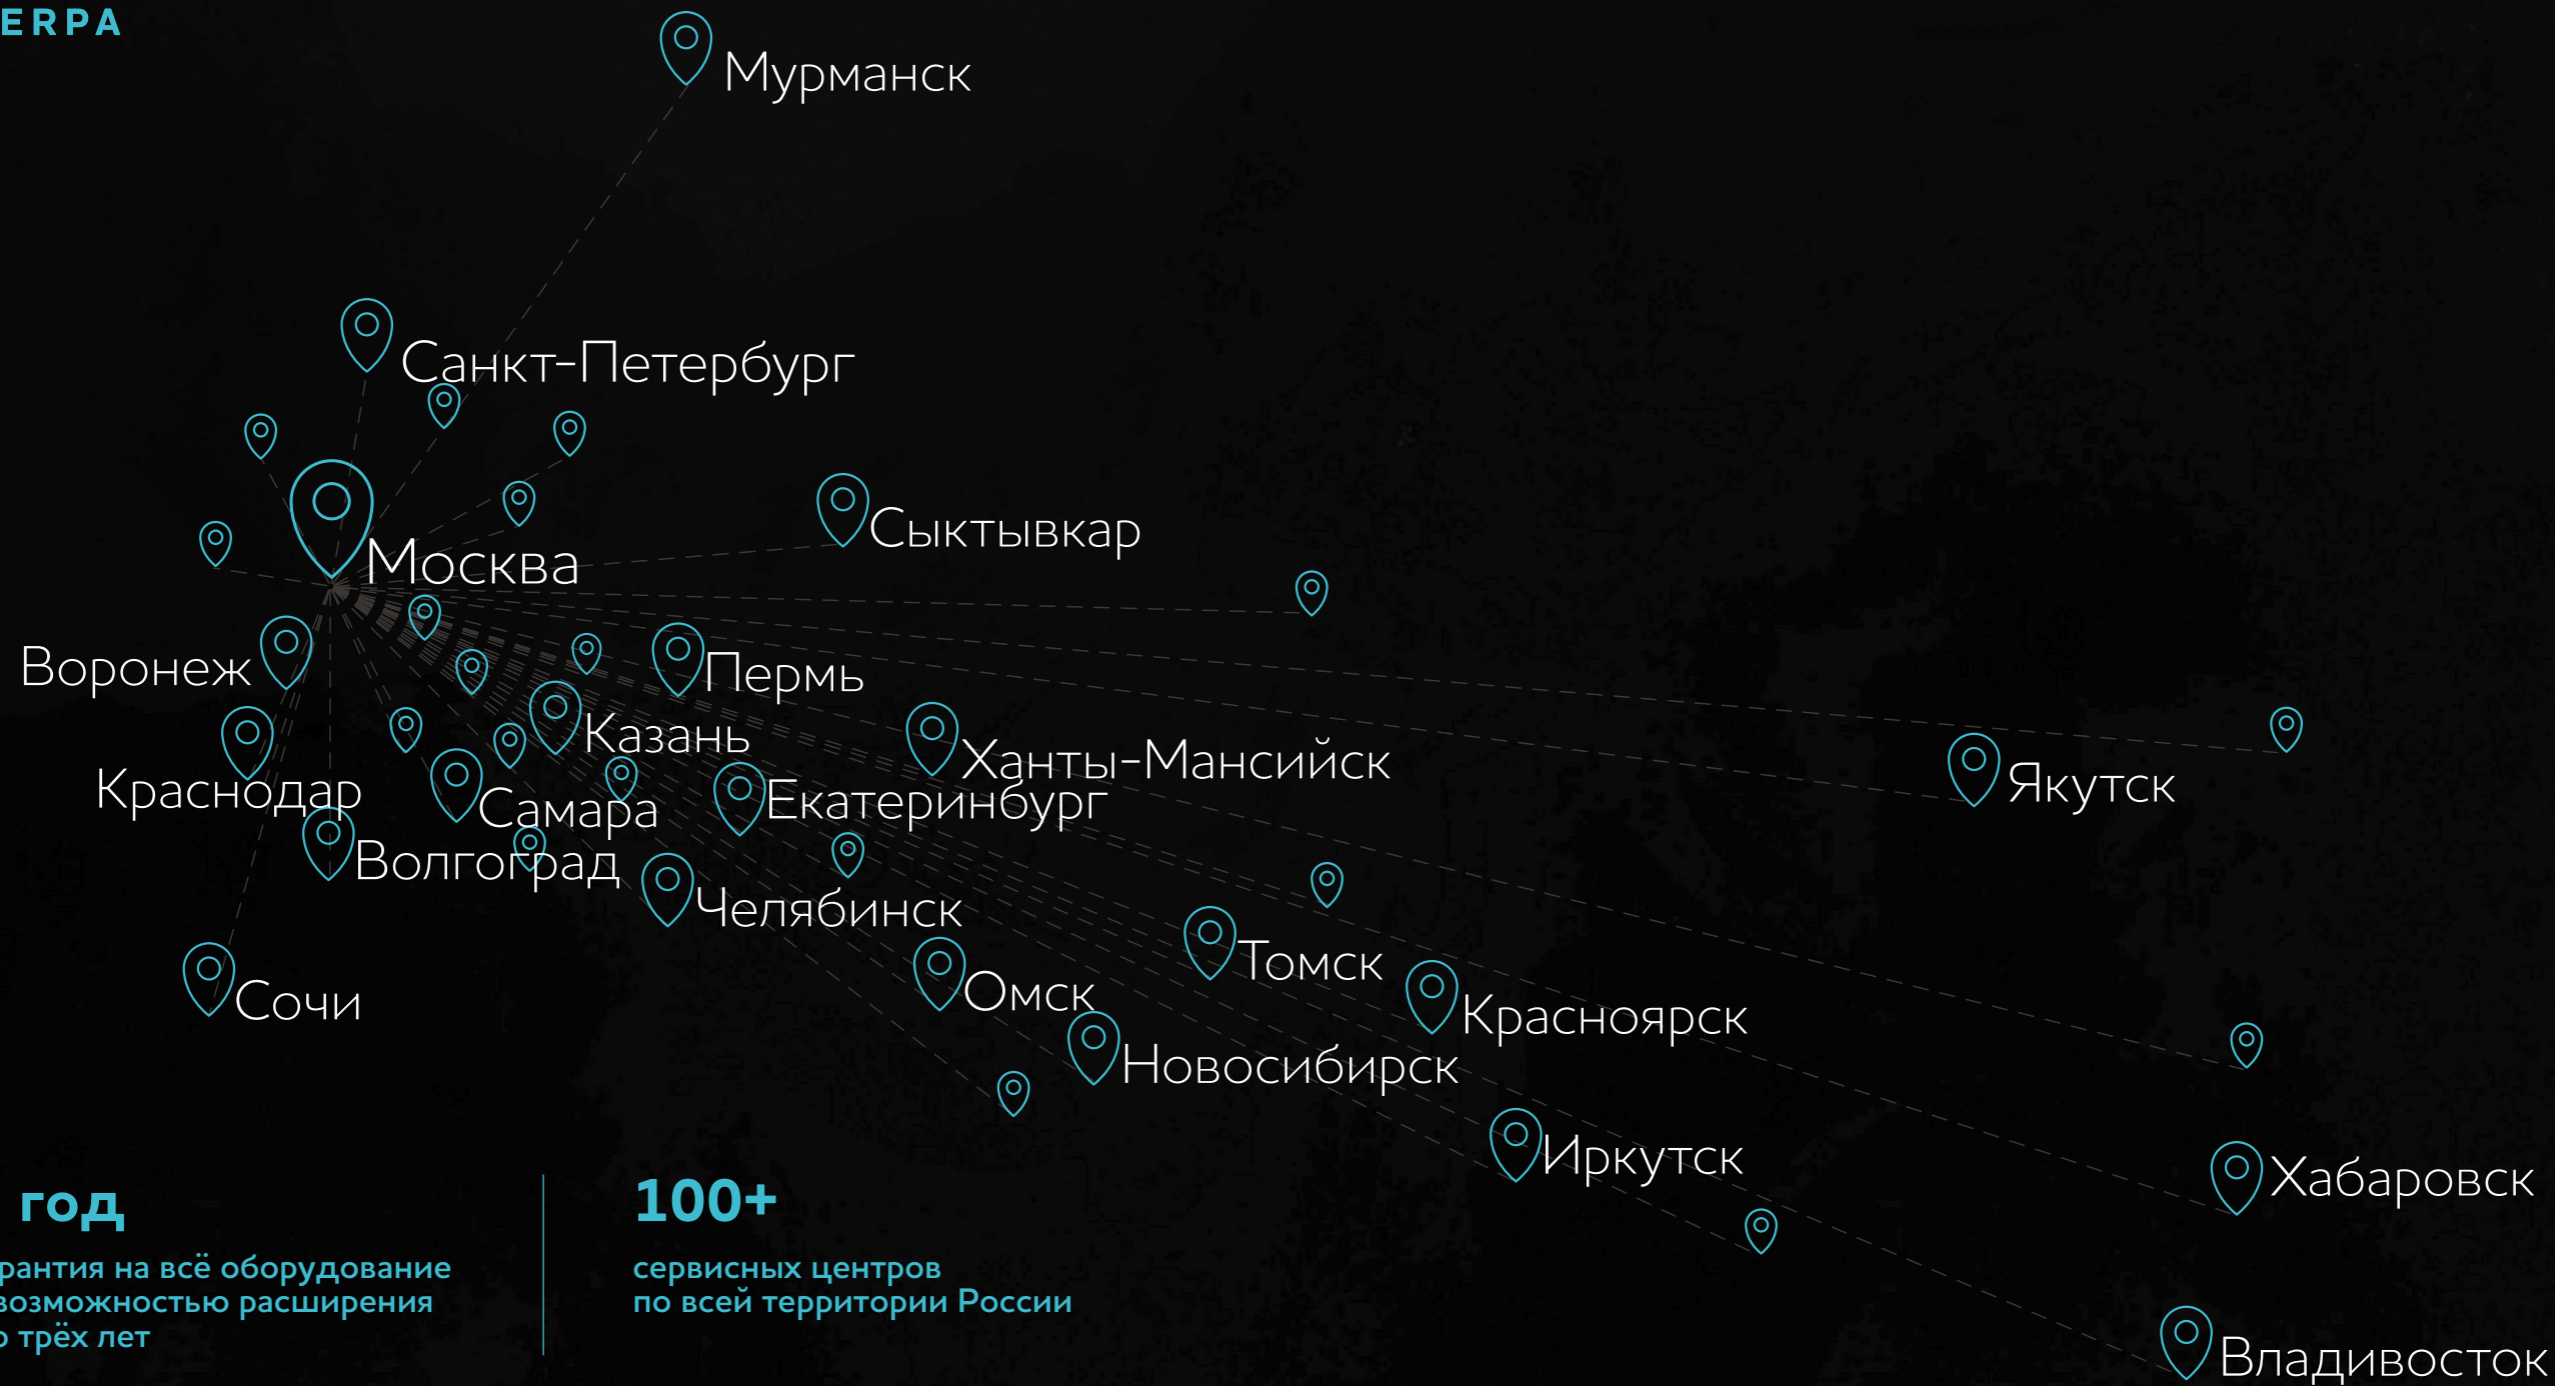 ERPA
Мурманск
Санкт-Петербург
Сыктывкар
Москва
Воронеж
Пермь
Казань
Ханты-Мансийск
Якутск
Краснодар
Самара
Екатеринбург
Волгоград
Челябинск
Томск
Омск
Сочи
Красноярск
Новосибирск
Иркутск
Хабаровск
Владивосток
год
рантия на всё оборудование
возможностью расширения
о трёх лет
100+
сервисных центров
по всей территории России